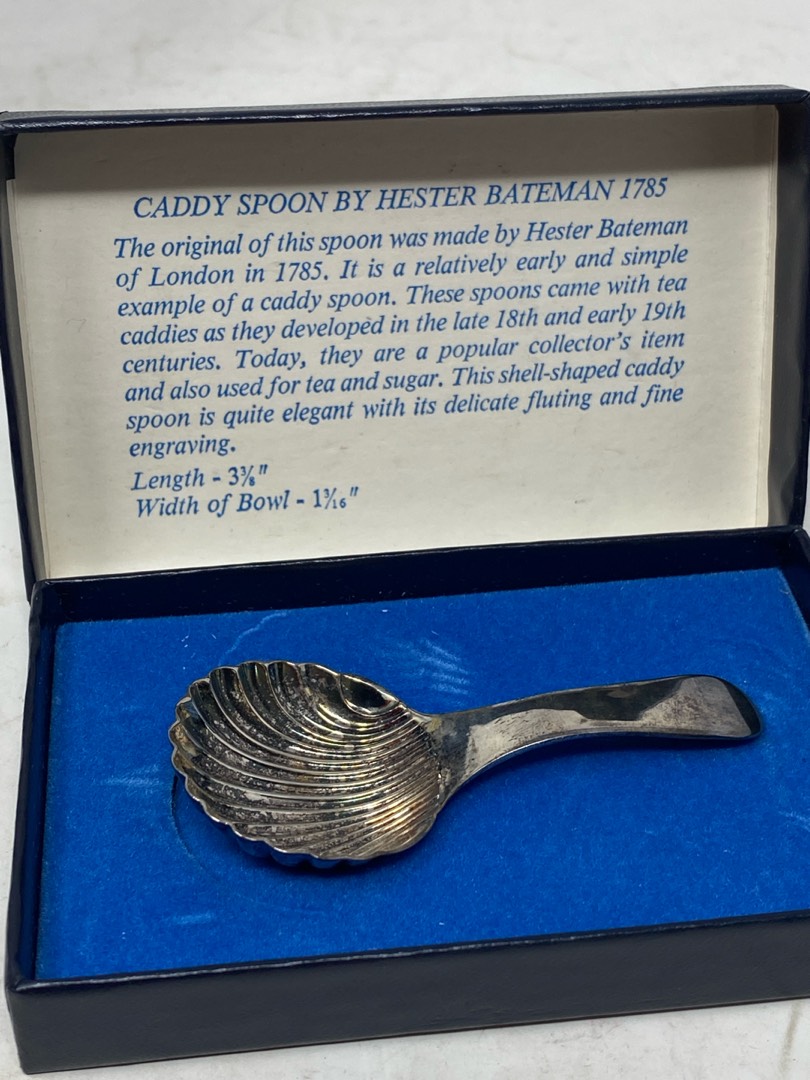 CADDY SPOON BY HESTER BATEMAN 1785
The original of this spoon was made by Hester Bateman
of London in 1785. It is a relatively early and simple
example of a caddy spoon. These spoons came with tea
caddies as they developed in the late 18th and early 19th
centuries. Today, they are a popular collector's item
and also used for tea and sugar. This shell-shaped caddy
spoon is quite elegant with its delicate fluting and fine
engraving.
Length - 3⅜"
Width of Bowl - 1³⁄₁₆"